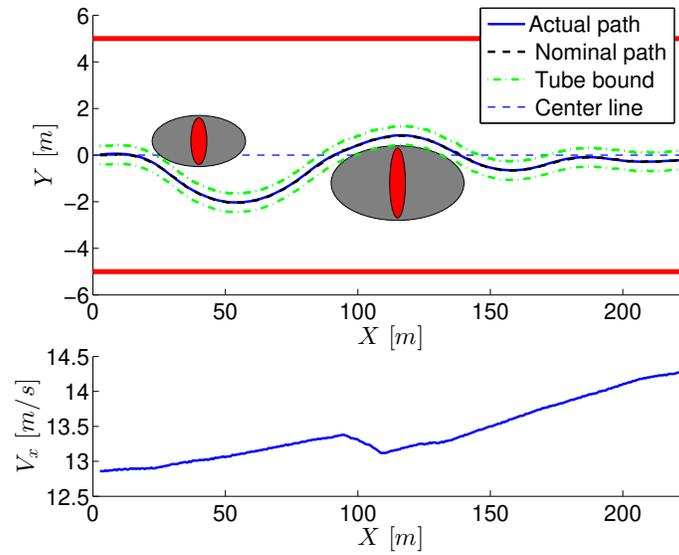 6
4
2
0
-2
-4
-6
Y [m]
Actual path
Nominal path
Tube bound
Center line
0 50 100 150 200
X [m]
14.5
14
13.5
13
12.5
V_x [m/s]
0 50 100 150 200
X [m]